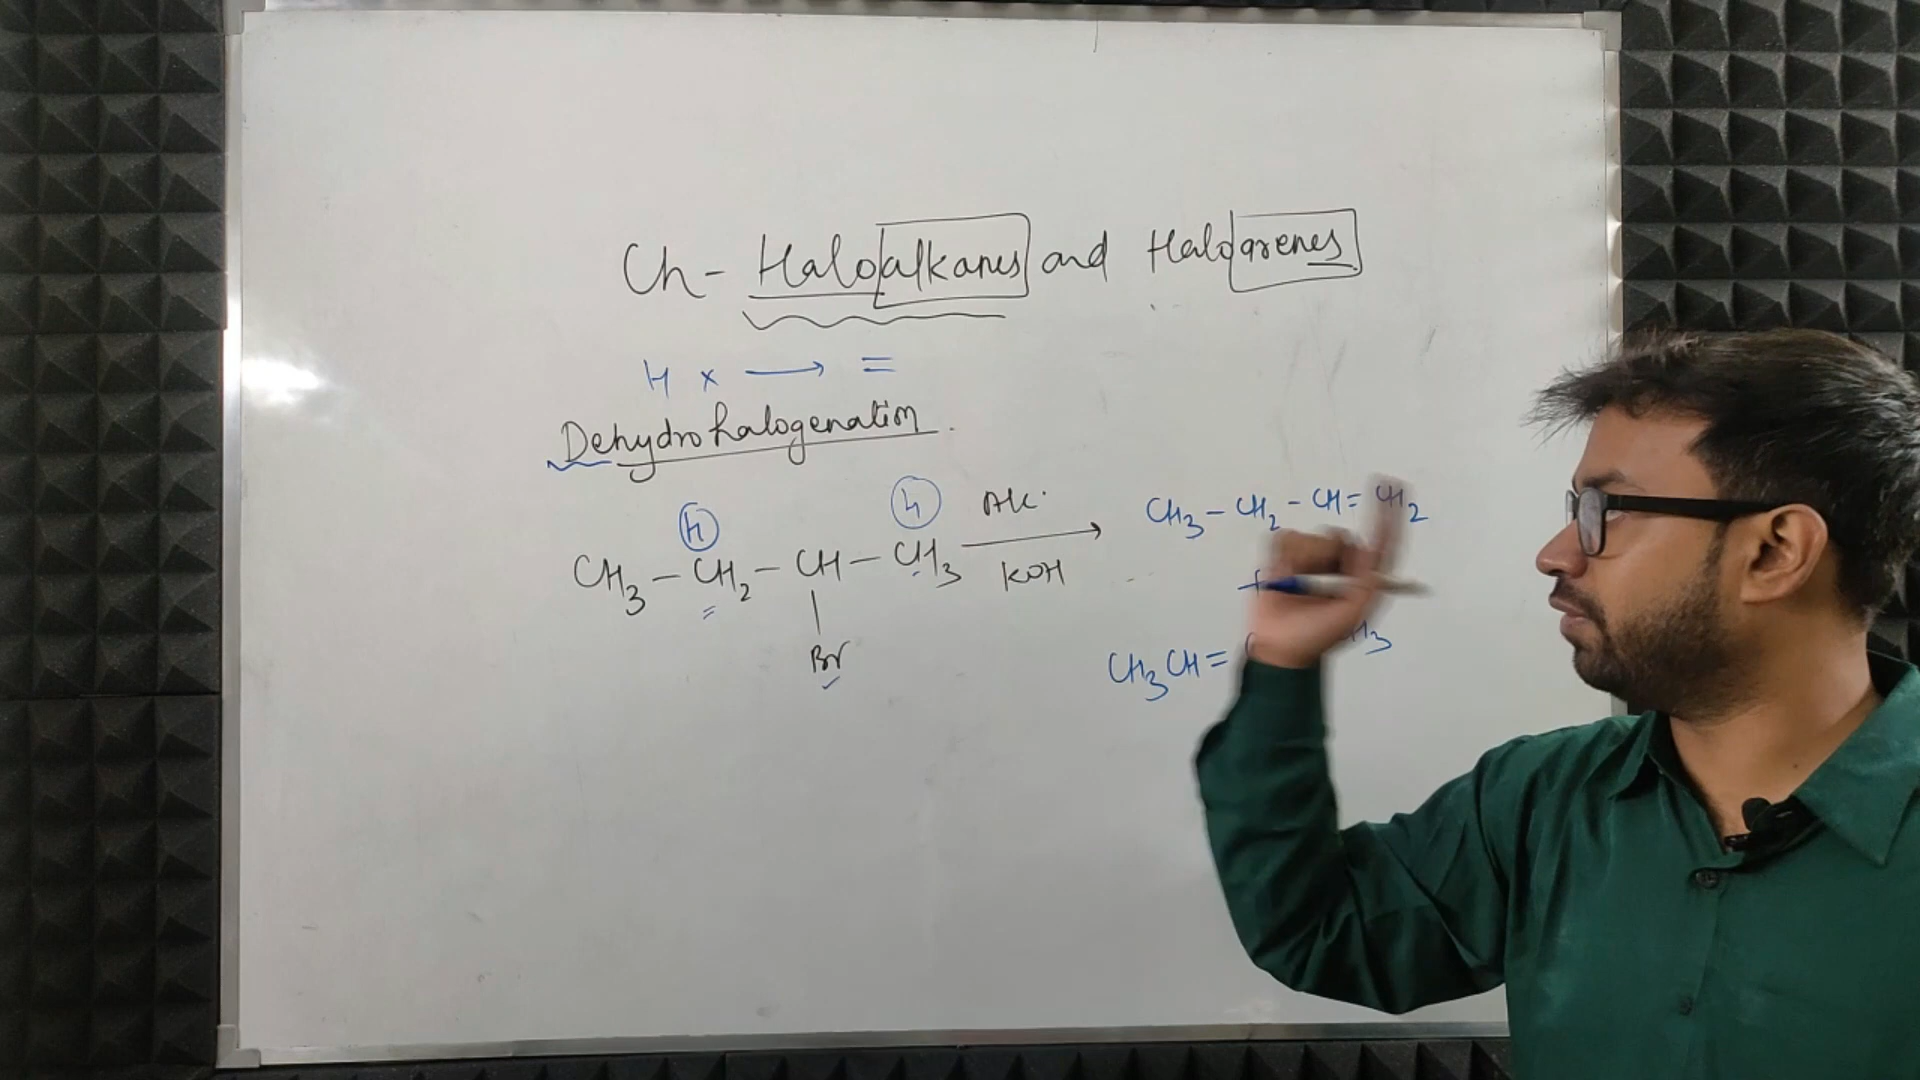 Ch- Haloalkanes and Haloarenes
H x ⟶ =
Dehydrohalogenation.
H H
CH3 - CH2 - CH - CH3
Br
Alc.
KOH
CH3 - CH2 - CH = CH2
+
CH3CH =